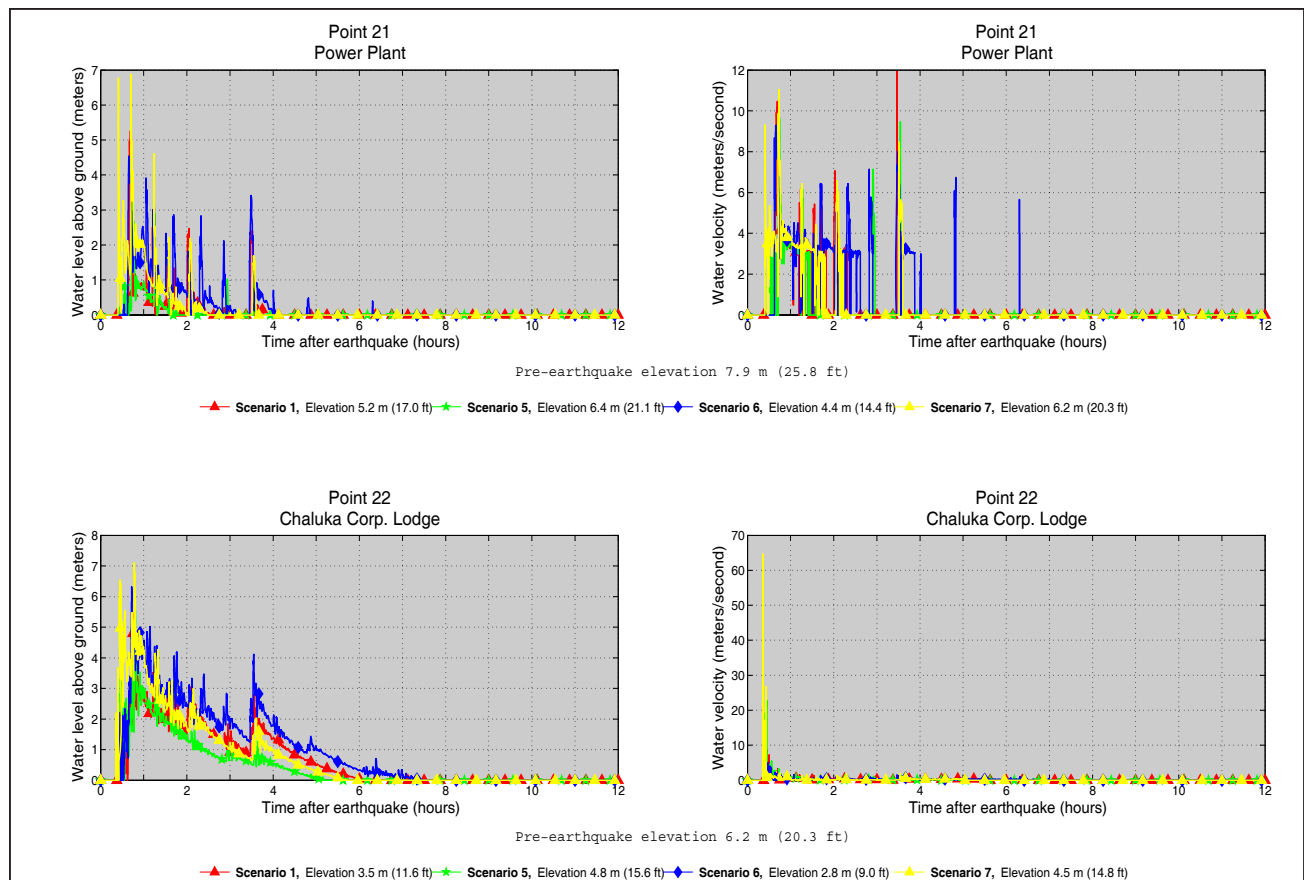 Point 21
Power Plant
Water level above ground (meters)
7
6
5
4
3
2
1
0
0 2 4 6 8 10 12
Time after earthquake (hours)
Point 21
Power Plant
Water velocity (meters/second)
12
10
8
6
4
2
0
0 2 4 6 8 10 12
Time after earthquake (hours)
Pre-earthquake elevation 7.9 m (25.8 ft)
Scenario 1, Elevation 5.2 m (17.0 ft) Scenario 5, Elevation 6.4 m (21.1 ft) Scenario 6, Elevation 4.4 m (14.4 ft) Scenario 7, Elevation 6.2 m (20.3 ft)
Point 22
Chaluka Corp. Lodge
Water level above ground (meters)
8
7
6
5
4
3
2
1
0
0 2 4 6 8 10 12
Time after earthquake (hours)
Point 22
Chaluka Corp. Lodge
Water velocity (meters/second)
70
60
50
40
30
20
10
0
0 2 4 6 8 10 12
Time after earthquake (hours)
Pre-earthquake elevation 6.2 m (20.3 ft)
Scenario 1, Elevation 3.5 m (11.6 ft) Scenario 5, Elevation 4.8 m (15.6 ft) Scenario 6, Elevation 2.8 m (9.0 ft) Scenario 7, Elevation 4.5 m (14.8 ft)